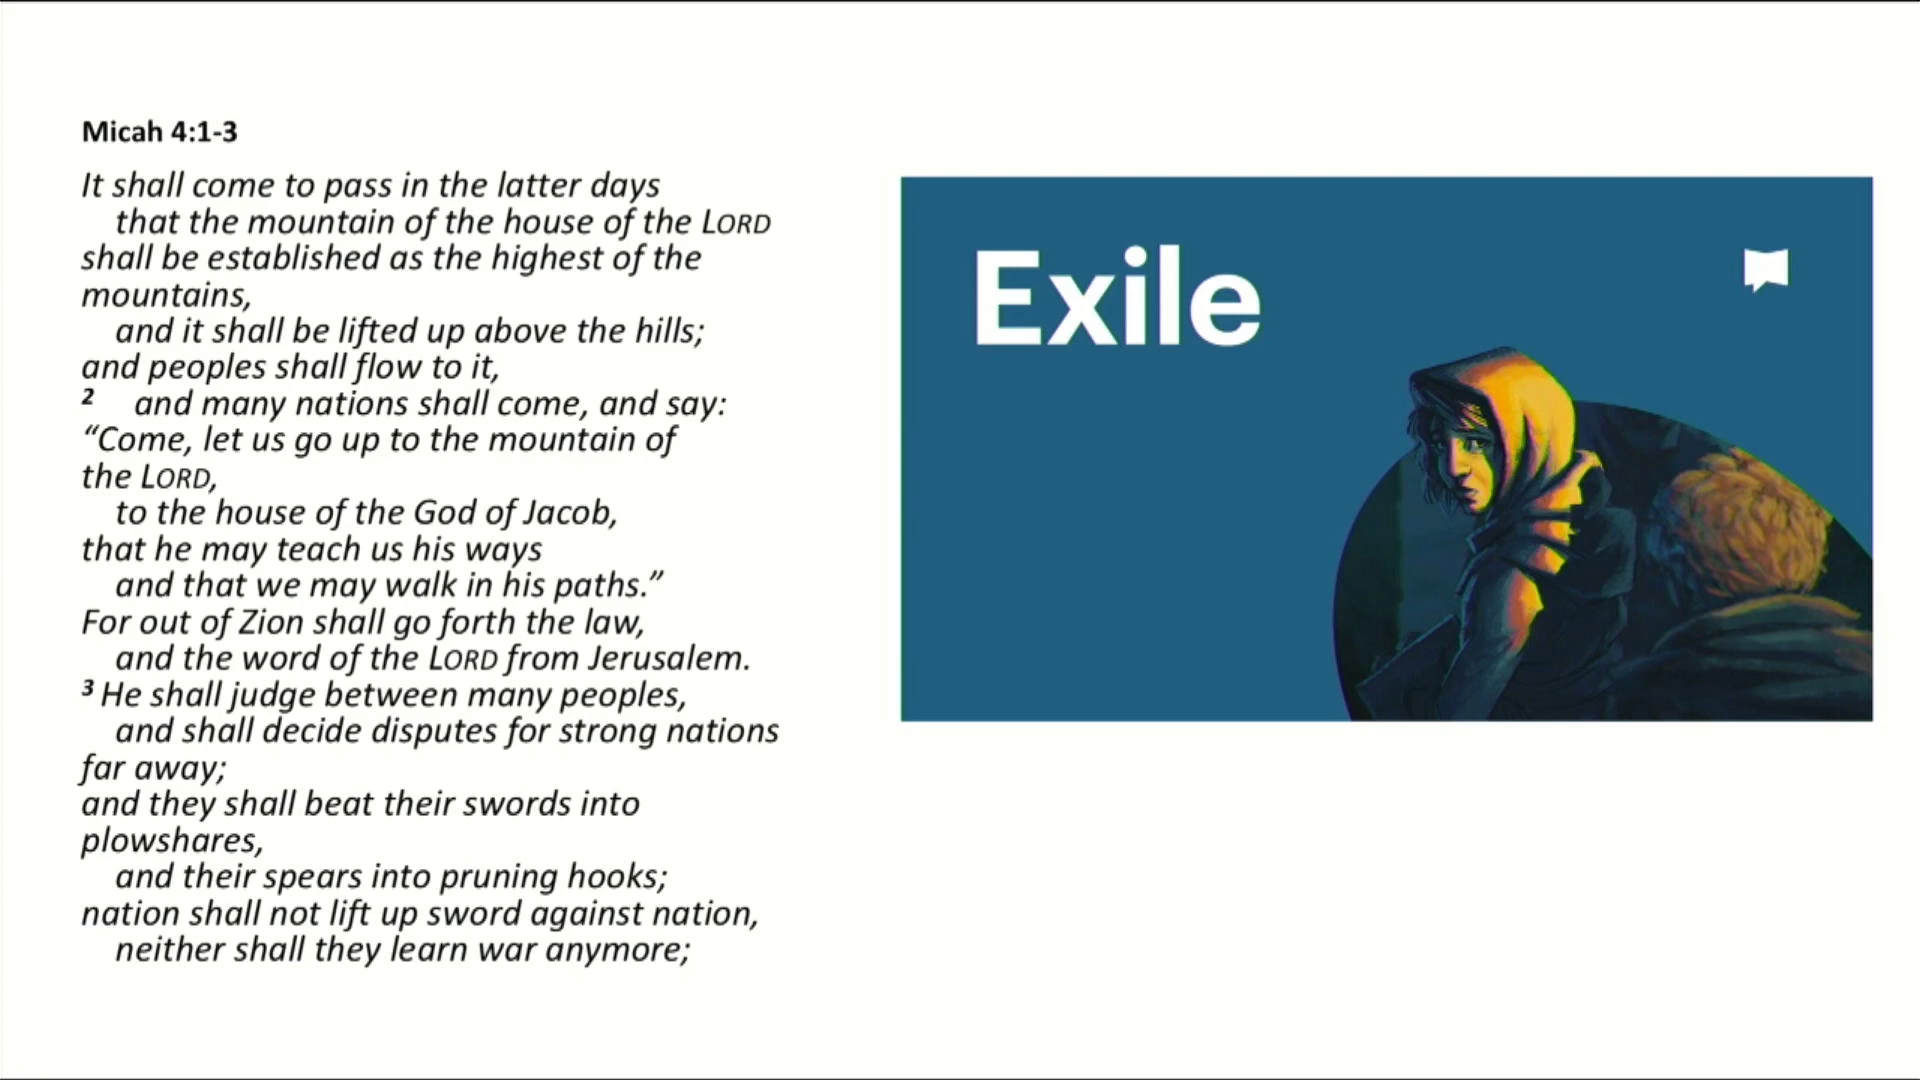 Micah 4:1-3
It shall come to pass in the latter days
that the mountain of the house of the LORD
shall be established as the highest of the
mountains,
and it shall be lifted up above the hills;
and peoples shall flow to it,
2 and many nations shall come, and say:
“Come, let us go up to the mountain of
the LORD,
to the house of the God of Jacob,
that he may teach us his ways
and that we may walk in his paths.”
For out of Zion shall go forth the law,
and the word of the LORD from Jerusalem.
3 He shall judge between many peoples,
and shall decide disputes for strong nations
far away;
and they shall beat their swords into
plowshares,
and their spears into pruning hooks;
nation shall not lift up sword against nation,
neither shall they learn war anymore;
Exile